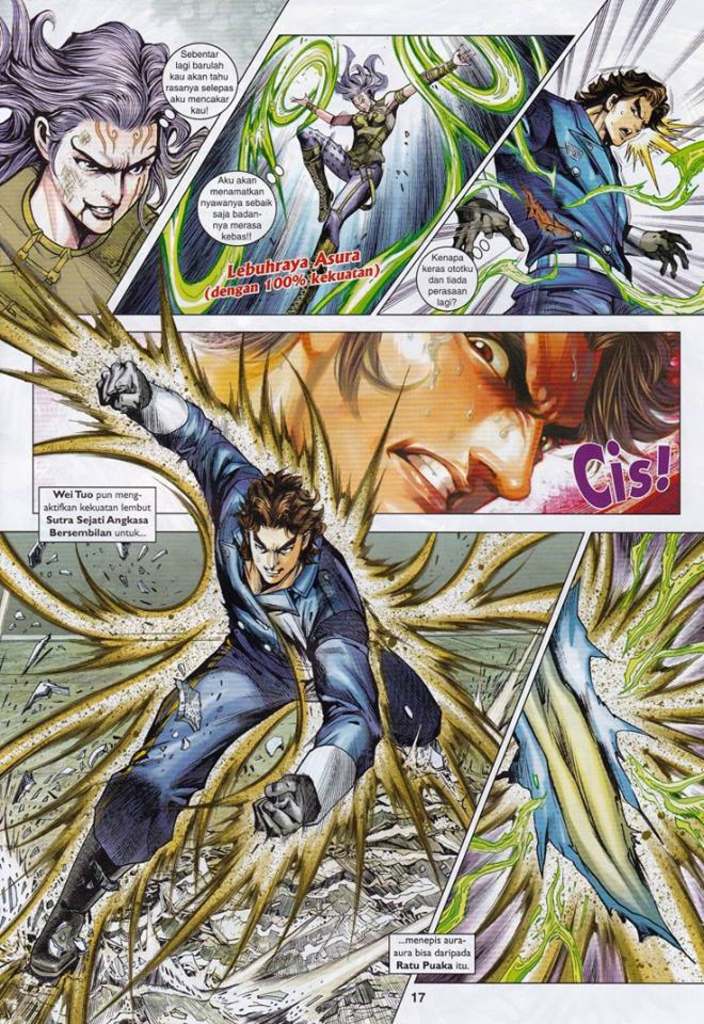 Sebentar
lagi barulah
kau akan tahu
rasanya selepas
aku mencakar
kau!
Aku akan
menamatkan
nyawanya sebaik
saja badan-
nya merasa
kebas!!
Lebuhraya Asura
(dengan 100% kekuatan)
Kenapa
keras ototku
dan tiada
perasaan
lagi?
Cis!
Wei Tuo pun meng-
aktifkan kekuatan lembut
Sutra Sejati Angkasa
Bersembilan untuk...
...menepis aura-
aura bisa daripada
Ratu Puaka itu.
17